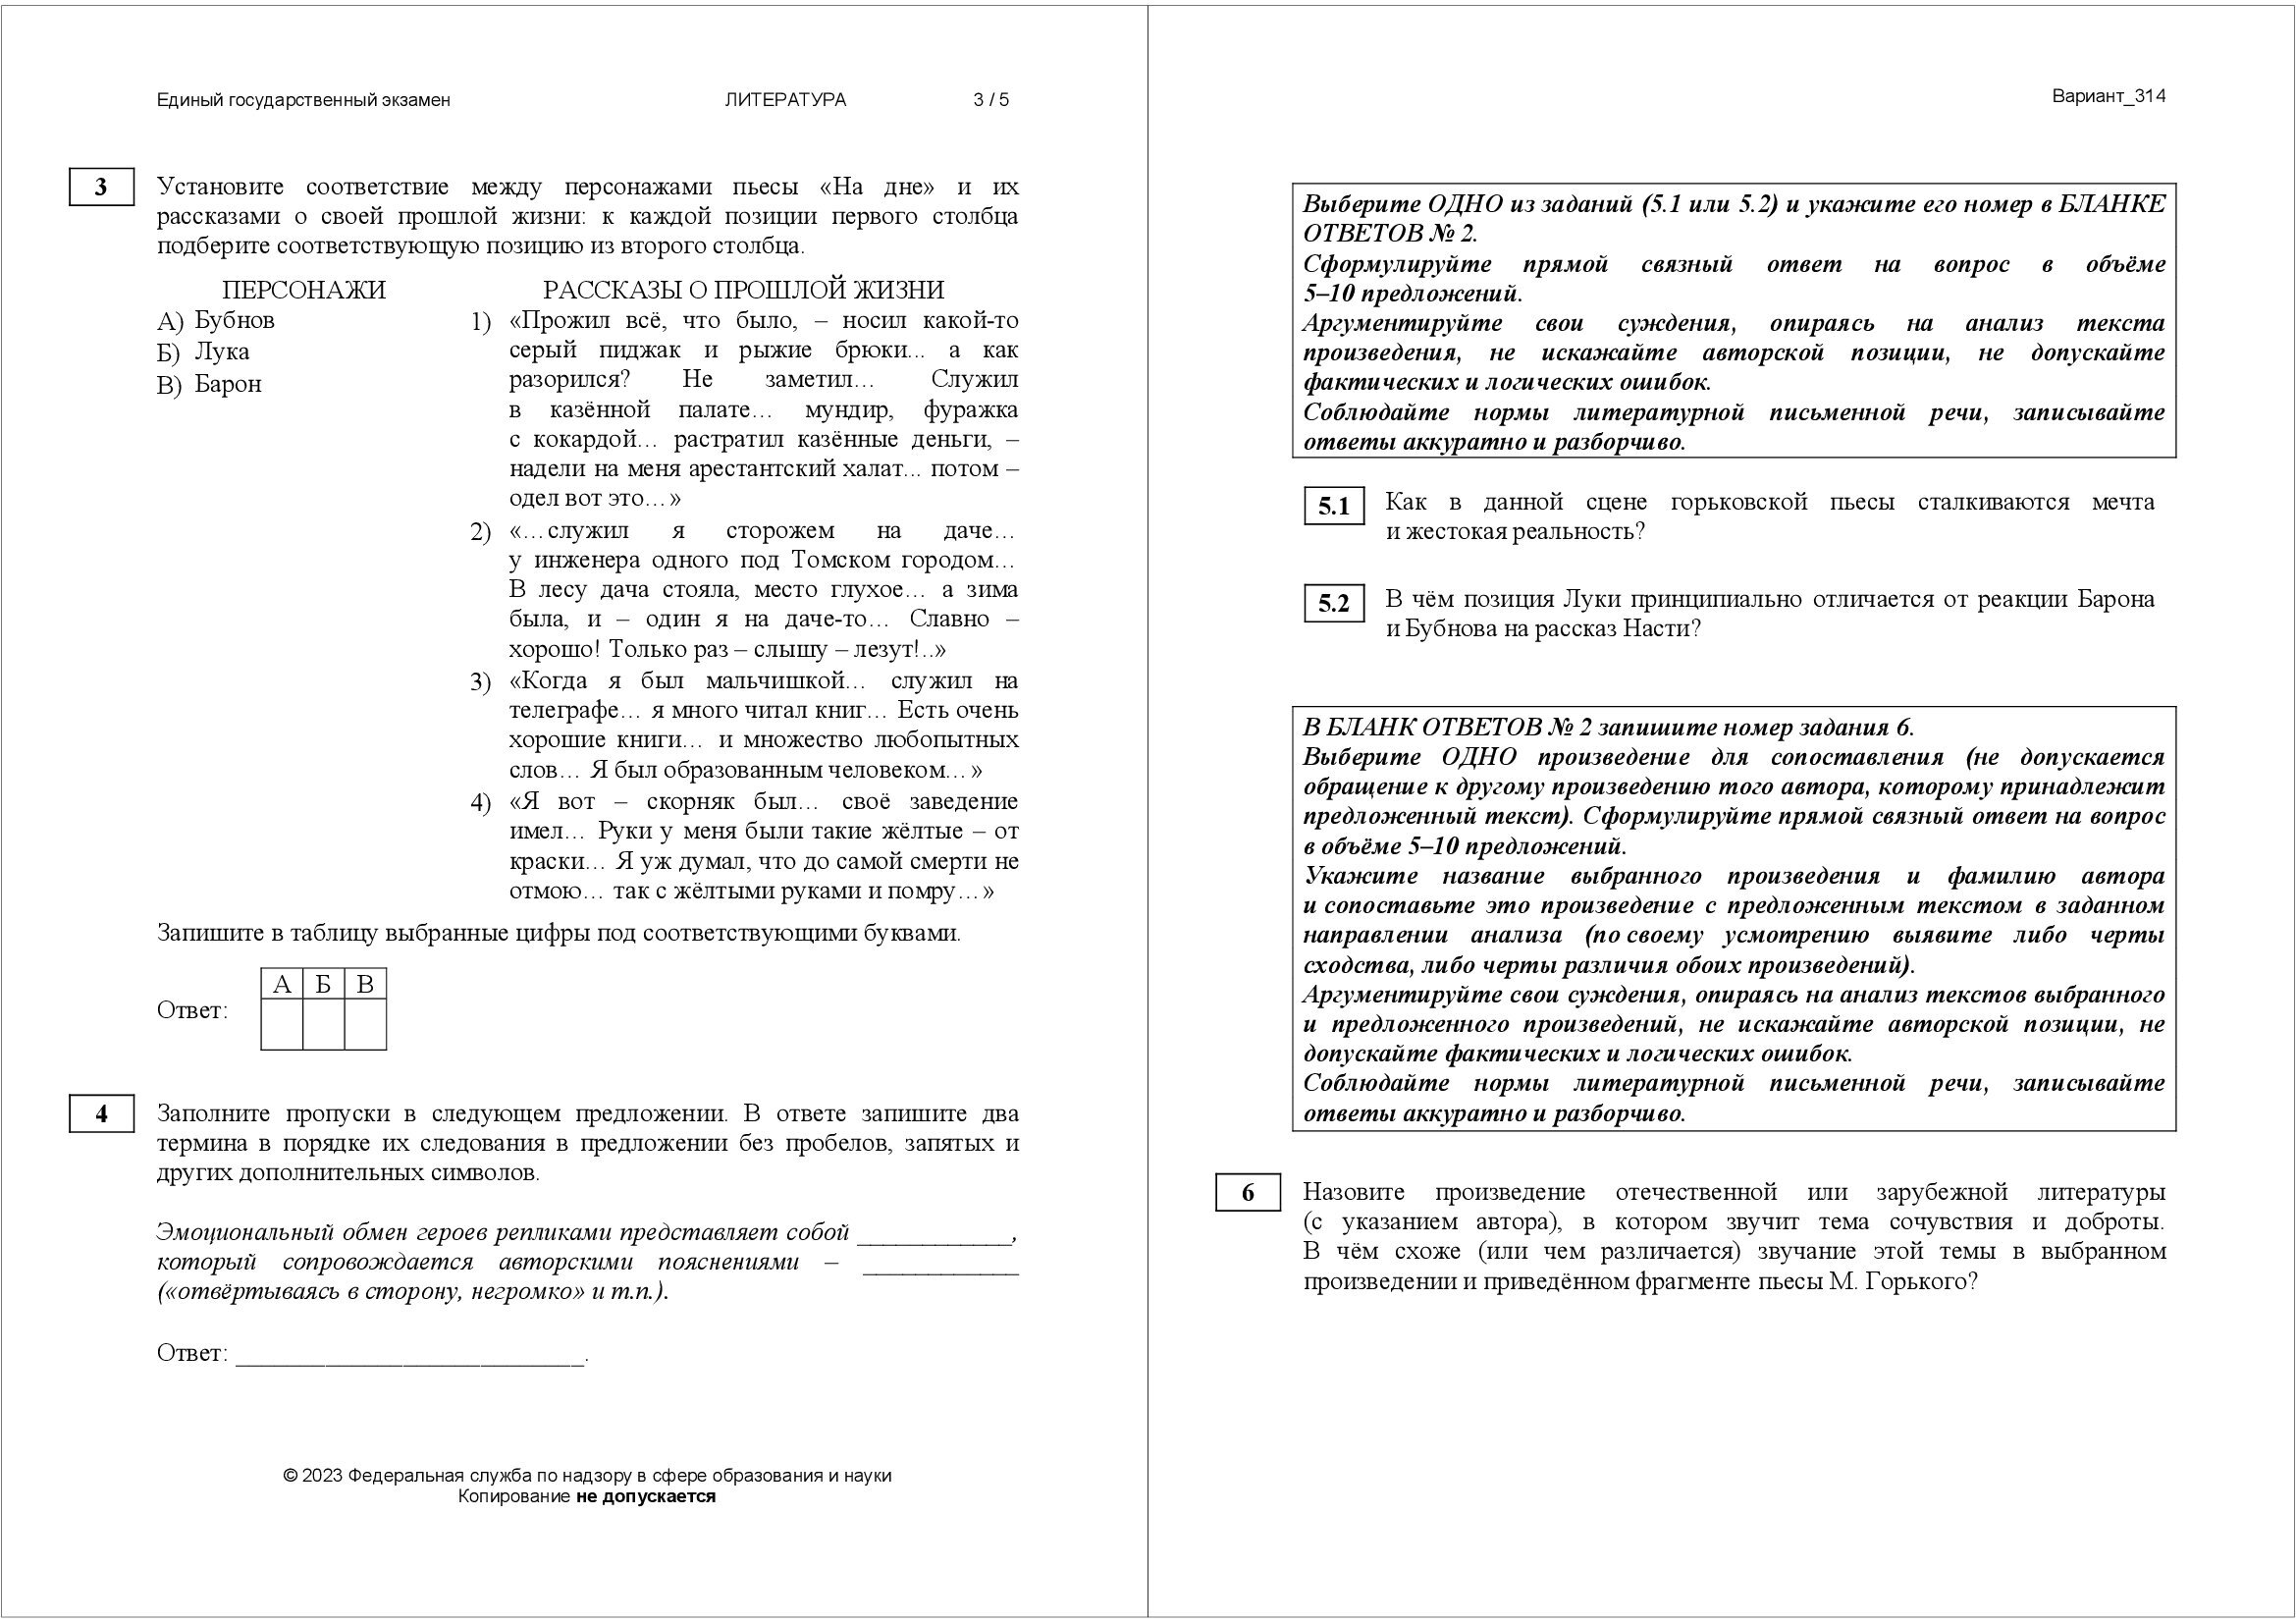 Единый государственный экзамен ЛИТЕРАТУРА 3 / 5
3 Установите соответствие между персонажами пьесы «На дне» и их
рассказами о своей прошлой жизни: к каждой позиции первого столбца
подберите соответствующую позицию из второго столбца.
ПЕРСОНАЖИ
А) Бубнов
Б) Лука
В) Барон
РАССКАЗЫ О ПРОШЛОЙ ЖИЗНИ
1) «Прожил всё, что было, – носил какой-то
серый пиджак и рыжие брюки... а как
разорился? Не заметил... Служил
в казённой палате... мундир, фуражка
с кокардой... растратил казённые деньги, –
надели на меня арестантский халат... потом –
одел вот это...»
2) «...служил я сторожем на даче...
у инженера одного под Томском городом...
В лесу дача стояла, место глухое... а зима
была, и – один я на даче-то... Славно –
хорошо! Только раз – слышу – лезут!..»
3) «Когда я был мальчишкой... служил на
телеграфе... я много читал книг... Есть очень
хорошие книги... и множество любопытных
слов... Я был образованным человеком...»
4) «Я вот – скорняк был... своё заведение
имел... Руки у меня были такие жёлтые – от
краски... Я уж думал, что до самой смерти не
отмою... так с жёлтыми руками и помру...»
Запишите в таблицу выбранные цифры под соответствующими буквами.
А Б В
Ответ:
4 Заполните пропуски в следующем предложении. В ответе запишите два
термина в порядке их следования в предложении без пробелов, запятых и
других дополнительных символов.
Эмоциональный обмен героев репликами представляет собой ____________,
который сопровождается авторскими пояснениями – ____________
(«отвёртываясь в сторону, негромко» и т.п.).
Ответ: ___________________________.
© 2023 Федеральная служба по надзору в сфере образования и науки
Копирование не допускается
Вариант_314
Выберите ОДНО из заданий (5.1 или 5.2) и укажите его номер в БЛАНКЕ
ОТВЕТОВ № 2.
Сформулируйте прямой связный ответ на вопрос в объёме
5–10 предложений.
Аргументируйте свои суждения, опираясь на анализ текста
произведения, не искажайте авторской позиции, не допускайте
фактических и логических ошибок.
Соблюдайте нормы литературной письменной речи, записывайте
ответы аккуратно и разборчиво.
5.1 Как в данной сцене горьковской пьесы сталкиваются мечта
и жестокая реальность?
5.2 В чём позиция Луки принципиально отличается от реакции Барона
и Бубнова на рассказ Насти?
В БЛАНК ОТВЕТОВ № 2 запишите номер задания 6.
Выберите ОДНО произведение для сопоставления (не допускается
обращение к другому произведению того автора, которому принадлежит
предложенный текст). Сформулируйте прямой связный ответ на вопрос
в объёме 5–10 предложений.
Укажите название выбранного произведения и фамилию автора
и сопоставьте это произведение с предложенным текстом в заданном
направлении анализа (по своему усмотрению выявите либо черты
сходства, либо черты различия обоих произведений).
Аргументируйте свои суждения, опираясь на анализ текстов выбранного
и предложенного произведений, не искажайте авторской позиции, не
допускайте фактических и логических ошибок.
Соблюдайте нормы литературной письменной речи, записывайте
ответы аккуратно и разборчиво.
6 Назовите произведение отечественной или зарубежной литературы
(с указанием автора), в котором звучит тема сочувствия и доброты.
В чём схоже (или чем различается) звучание этой темы в выбранном
произведении и приведённом фрагменте пьесы М. Горького?